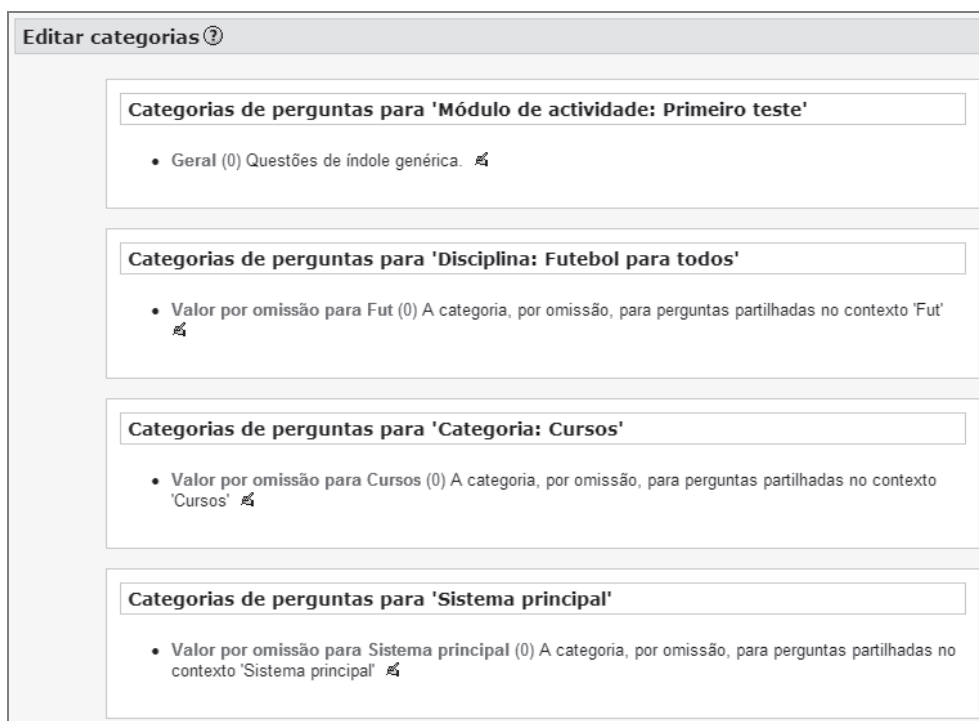 Editar categorias
Categorias de perguntas para 'Módulo de actividade: Primeiro teste'
• Geral (0) Questões de índole genérica.
Categorias de perguntas para 'Disciplina: Futebol para todos'
• Valor por omissão para Fut (0) A categoria, por omissão, para perguntas partilhadas no contexto 'Fut'
Categorias de perguntas para 'Categoria: Cursos'
• Valor por omissão para Cursos (0) A categoria, por omissão, para perguntas partilhadas no contexto
'Cursos'
Categorias de perguntas para 'Sistema principal'
• Valor por omissão para Sistema principal (0) A categoria, por omissão, para perguntas partilhadas no
contexto 'Sistema principal'